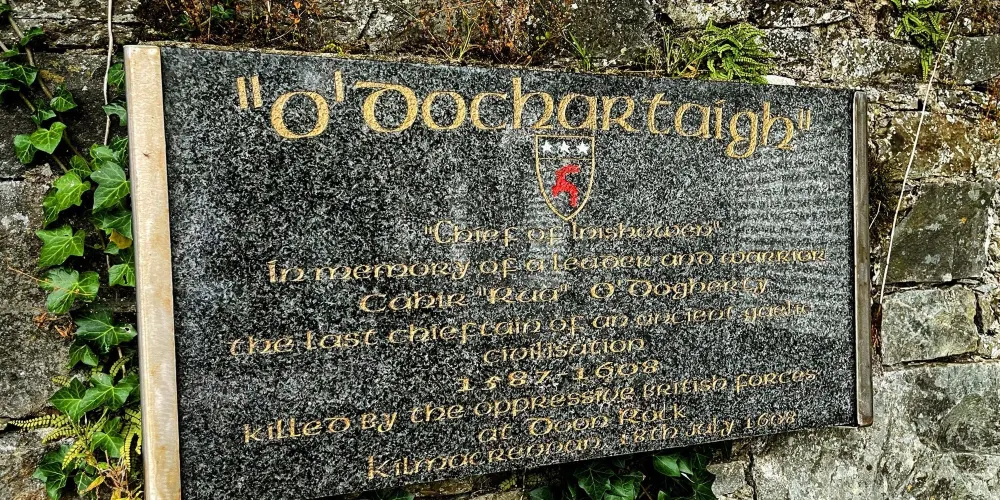 "O'Dochartaigh"
"Chief of Inishowen"
In memory of a leader and warrior
Cahir "Rua" O'Dogherty
the last chieftain of an ancient gaelic
civilisation
1587-1608
killed by the oppressive British forces
at Doon Rock
Kilmacrennan, 18th July 1608